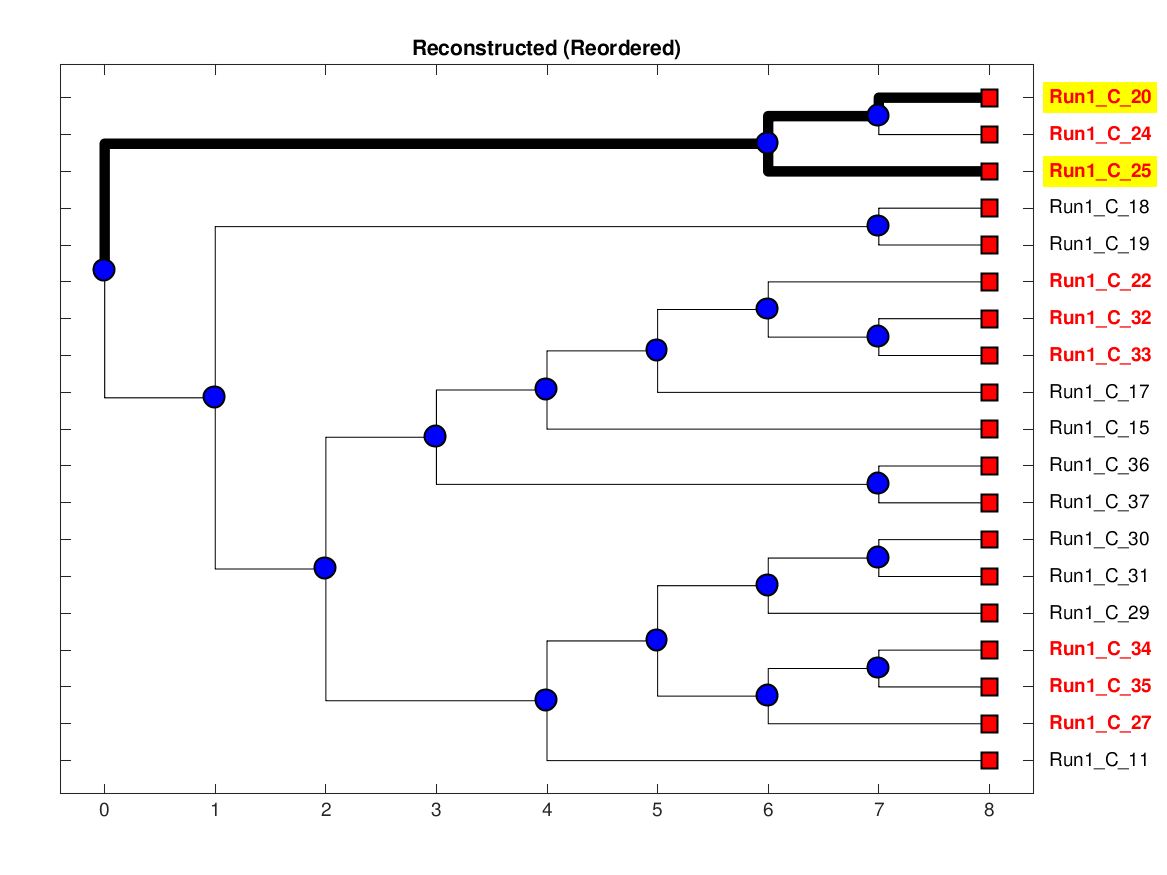 Reconstructed (Reordered)
Run1_C_20
Run1_C_24
Run1_C_25
Run1_C_18
Run1_C_19
Run1_C_22
Run1_C_32
Run1_C_33
Run1_C_17
Run1_C_15
Run1_C_36
Run1_C_37
Run1_C_30
Run1_C_31
Run1_C_29
Run1_C_34
Run1_C_35
Run1_C_27
Run1_C_11
0 1 2 3 4 5 6 7 8